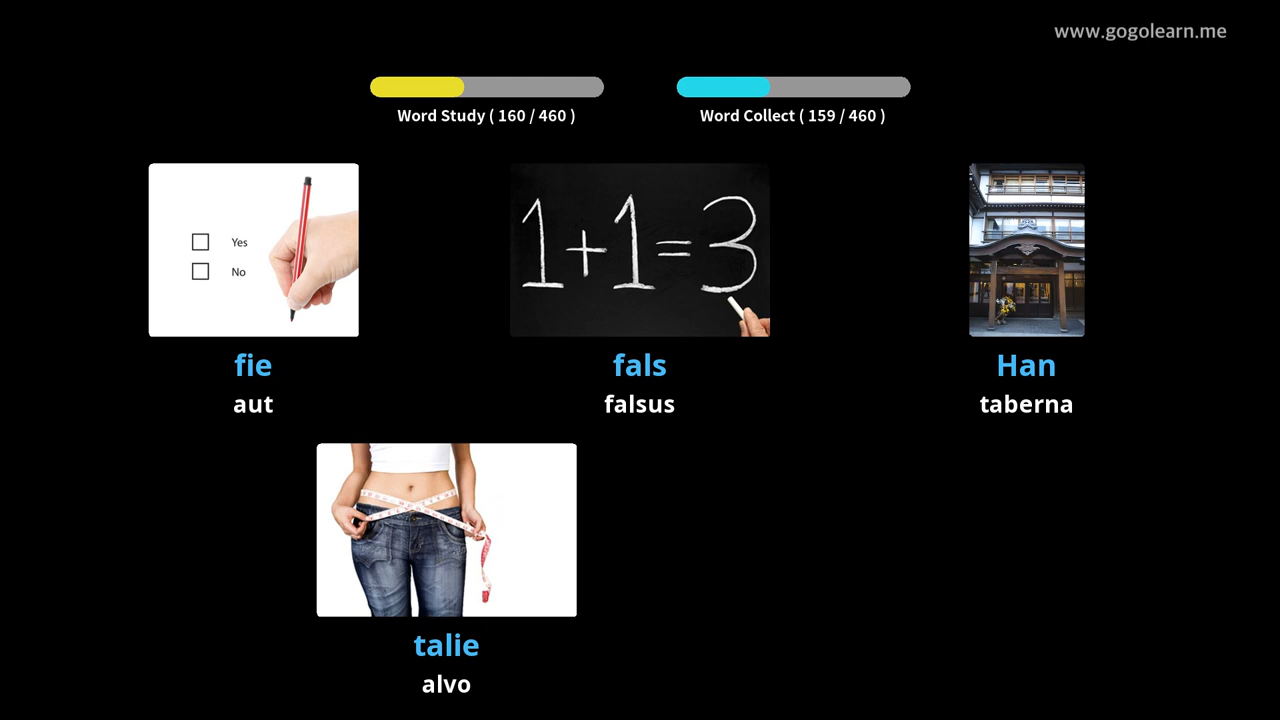 www.gogolearn.me
Word Study ( 160 / 460 )
Word Collect ( 159 / 460 )
Yes
No
1+1=3
fie
aut
fals
falsus
Han
taberna
talie
alvo